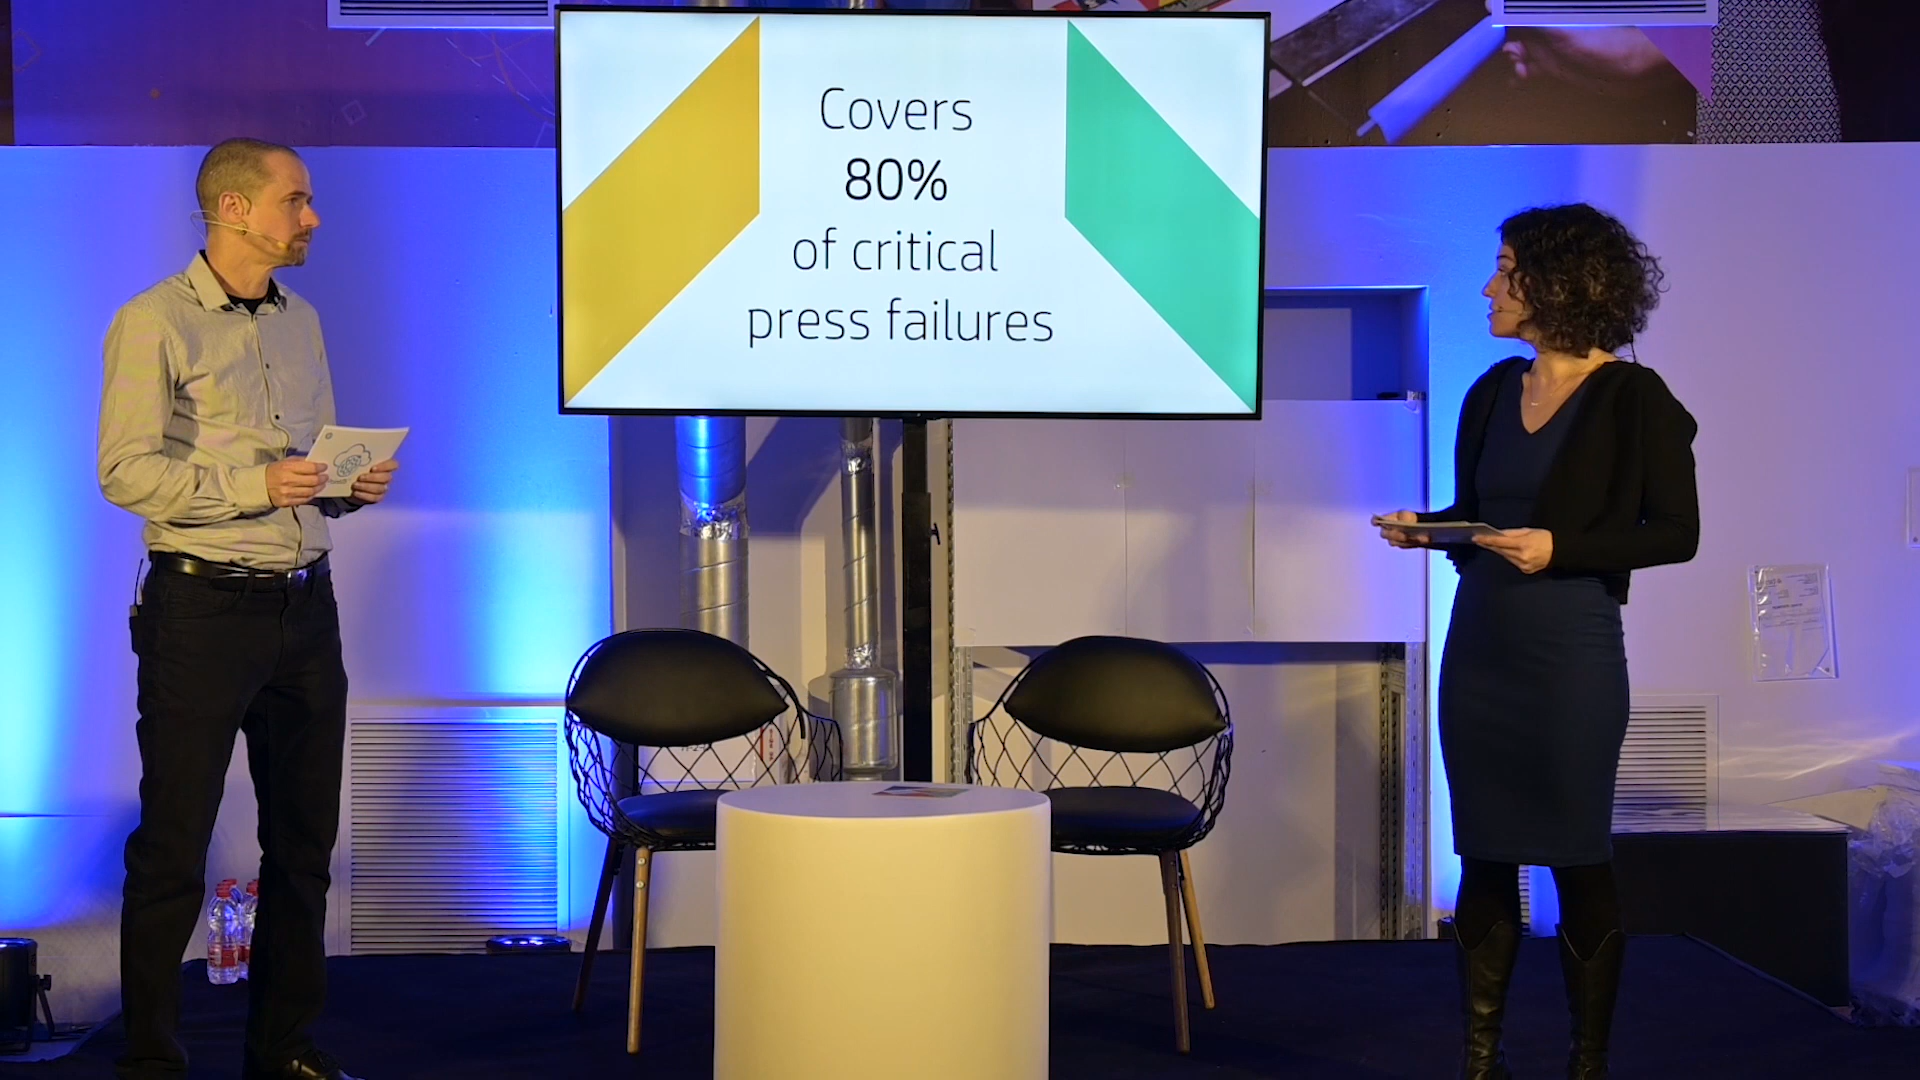 Covers
80%
of critical
press failures